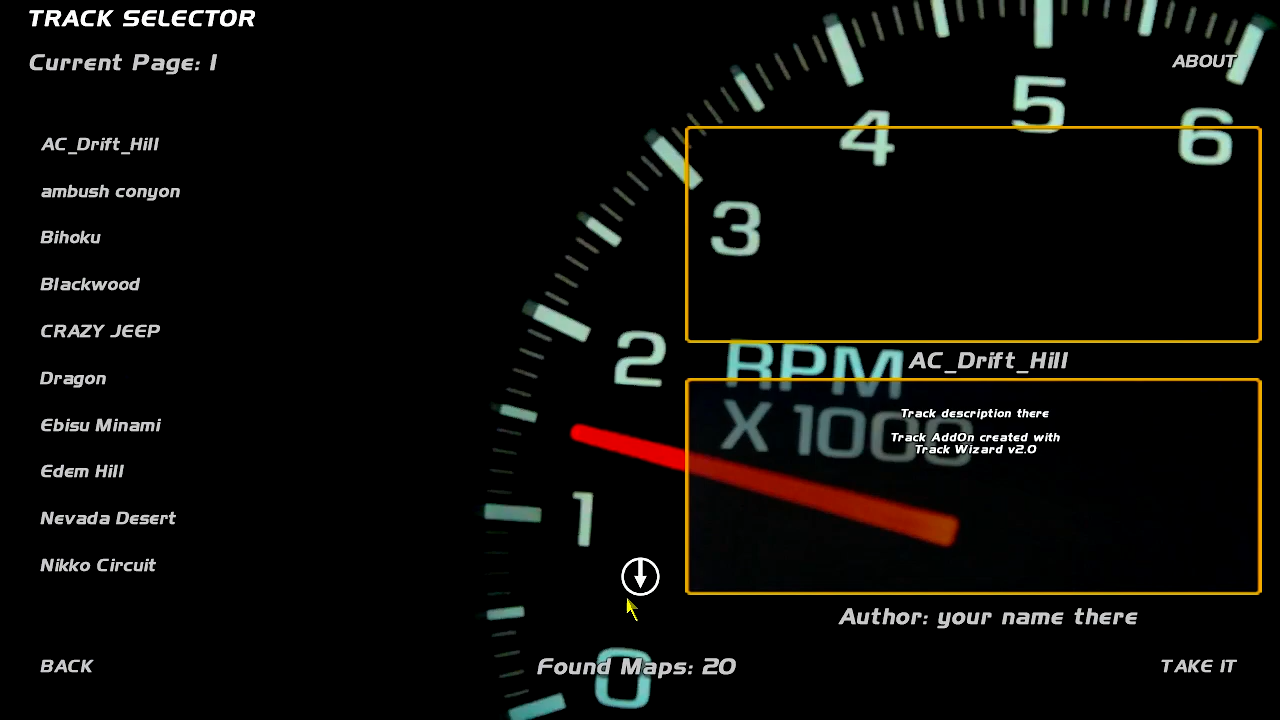 TRACK SELECTOR
Current Page: 1
ABOUT
AC_Drift_Hill
ambush conyon
Bihoku
Blackwood
CRAZY JEEP
Dragon
Ebisu Minami
Edem Hill
Nevada Desert
Nikko Circuit
0
1
2
3
4
5
6
RPM
X 1000
AC_Drift_Hill
Track description there
Track AddOn created with
Track Wizard v2.0
Author: your name there
BACK
Found Maps: 20
TAKE IT